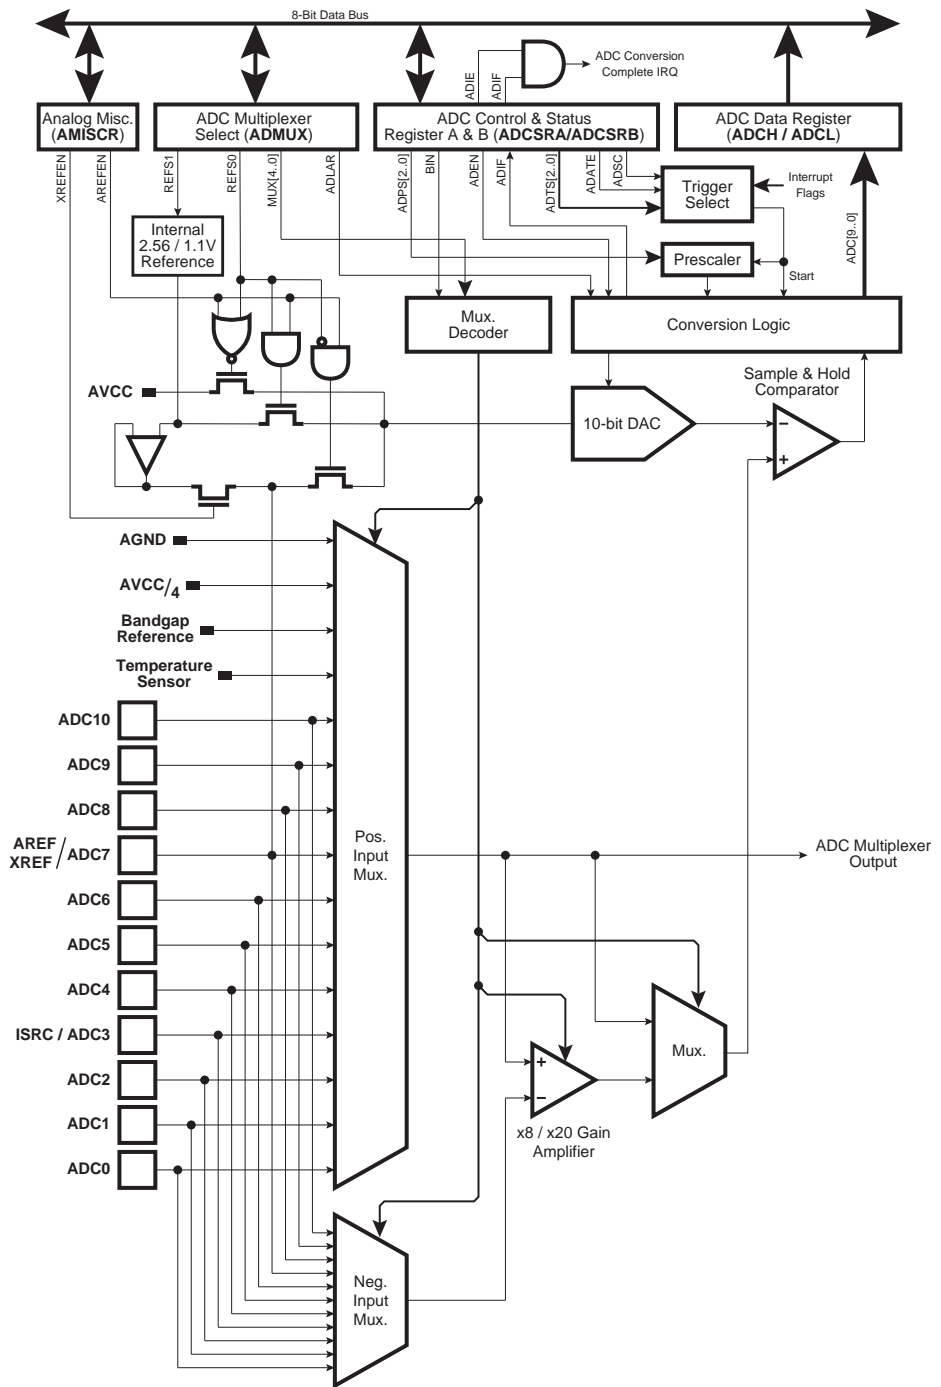 8-Bit Data Bus
ADIE
ADIF
ADC Conversion
Complete IRQ
Analog Misc.
(AMISCR)
ADC Multiplexer
Select (ADMUX)
ADC Control & Status
Register A & B (ADCSRA/ADCSRB)
ADC Data Register
(ADCH / ADCL)
XREFEN
AREFEN
REFS1
REFS0
MUX[4..0]
ADLAR
ADPS[2..0]
BIN
ADEN
ADIF
ADTS[2..0]
ADATE
ADSC
Trigger
Select
Interrupt
Flags
ADC[9..0]
Internal
2.56 / 1.1V
Reference
Prescaler
Start
Mux.
Decoder
Conversion Logic
Sample & Hold
Comparator
AVCC
10-bit DAC
−
+
AGND
AVCC/4
Bandgap
Reference
Temperature
Sensor
ADC10
ADC9
ADC8
AREF
XREF / ADC7
ADC6
ADC5
ADC4
ISRC / ADC3
ADC2
ADC1
ADC0
Pos.
Input
Mux.
ADC Multiplexer
Output
Mux.
+
−
x8 / x20 Gain
Amplifier
Neg.
Input
Mux.